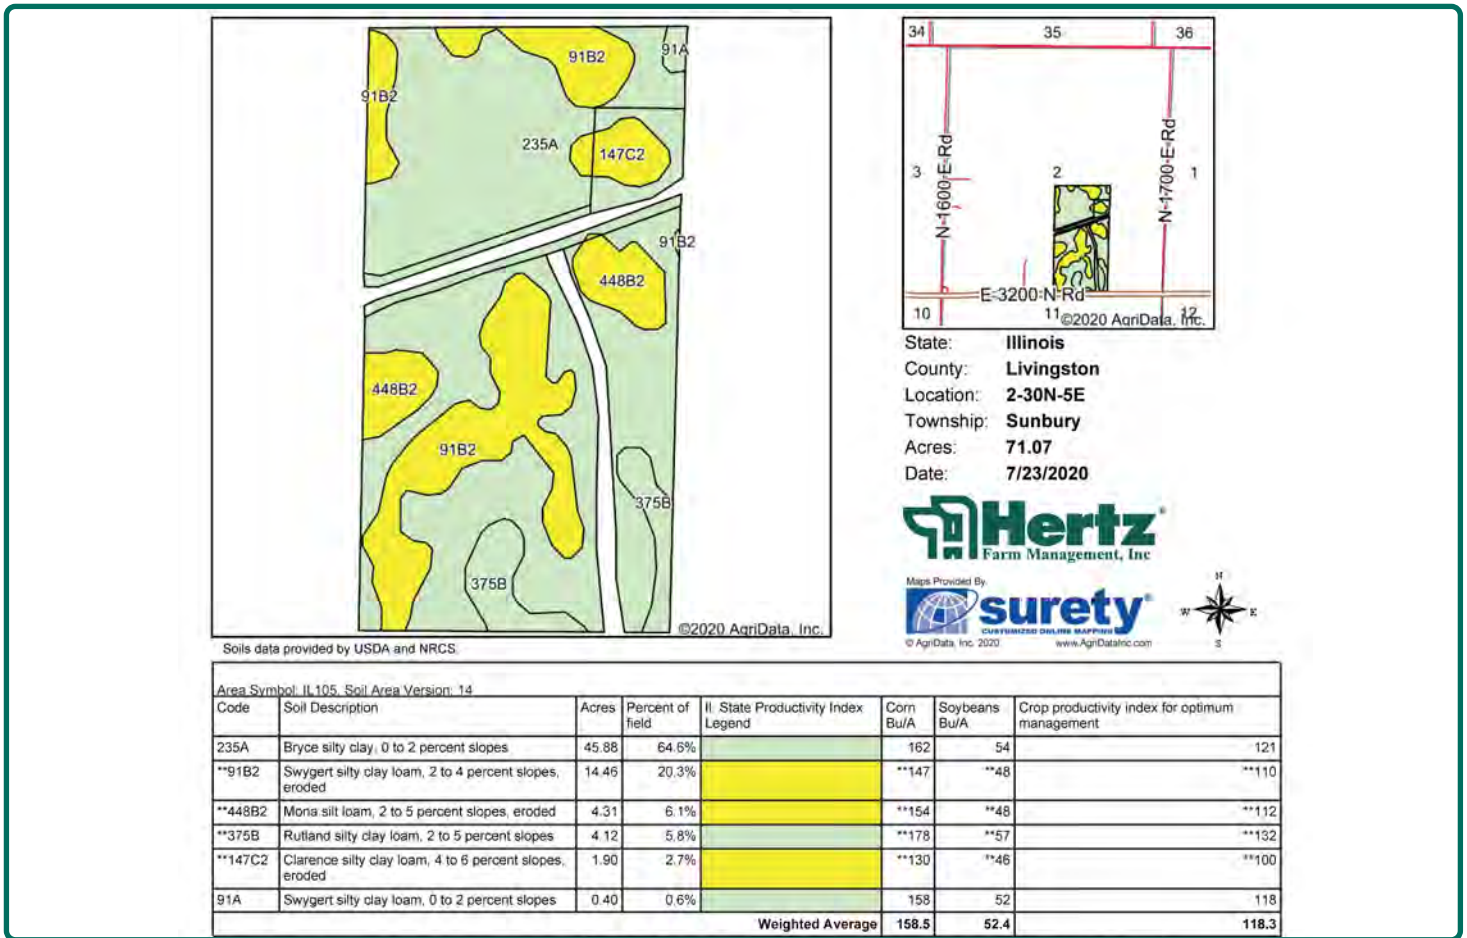 91B2
91A
91B2
235A
147C2
91B2
448B2
448B2
91B2
375B
375B
©2020 AgriData, Inc.
Soils data provided by USDA and NRCS.
34 35 36
N-1600-E-Rd
N-1700-E-Rd
3 2 1
E-3200-N-Rd
10 11 12
©2020 AgriData, Inc.
State: Illinois
County: Livingston
Location: 2-30N-5E
Township: Sunbury
Acres: 71.07
Date: 7/23/2020
Hertz®
Farm Management, Inc
Maps Provided By
surety®
CUSTOMIZED ONLINE MAPPING
© AgriData, Inc. 2020 www.AgriDataInc.com
N
W E
S
Area Symbol: IL105, Soil Area Version: 14
Code Soil Description Acres Percent of field Il. State Productivity Index Legend Corn Bu/A Soybeans Bu/A Crop productivity index for optimum management
235A Bryce silty clay, 0 to 2 percent slopes 45.88 64.6% 162 54 121
**91B2 Swygert silty clay loam, 2 to 4 percent slopes, eroded 14.46 20.3% **147 **48 **110
**448B2 Mona silt loam, 2 to 5 percent slopes, eroded 4.31 6.1% **154 **48 **112
**375B Rutland silty clay loam, 2 to 5 percent slopes 4.12 5.8% **178 **57 **132
**147C2 Clarence silty clay loam, 4 to 6 percent slopes, eroded 1.90 2.7% **130 **46 **100
91A Swygert silty clay loam, 0 to 2 percent slopes 0.40 0.6% 158 52 118
Weighted Average 158.5 52.4 118.3